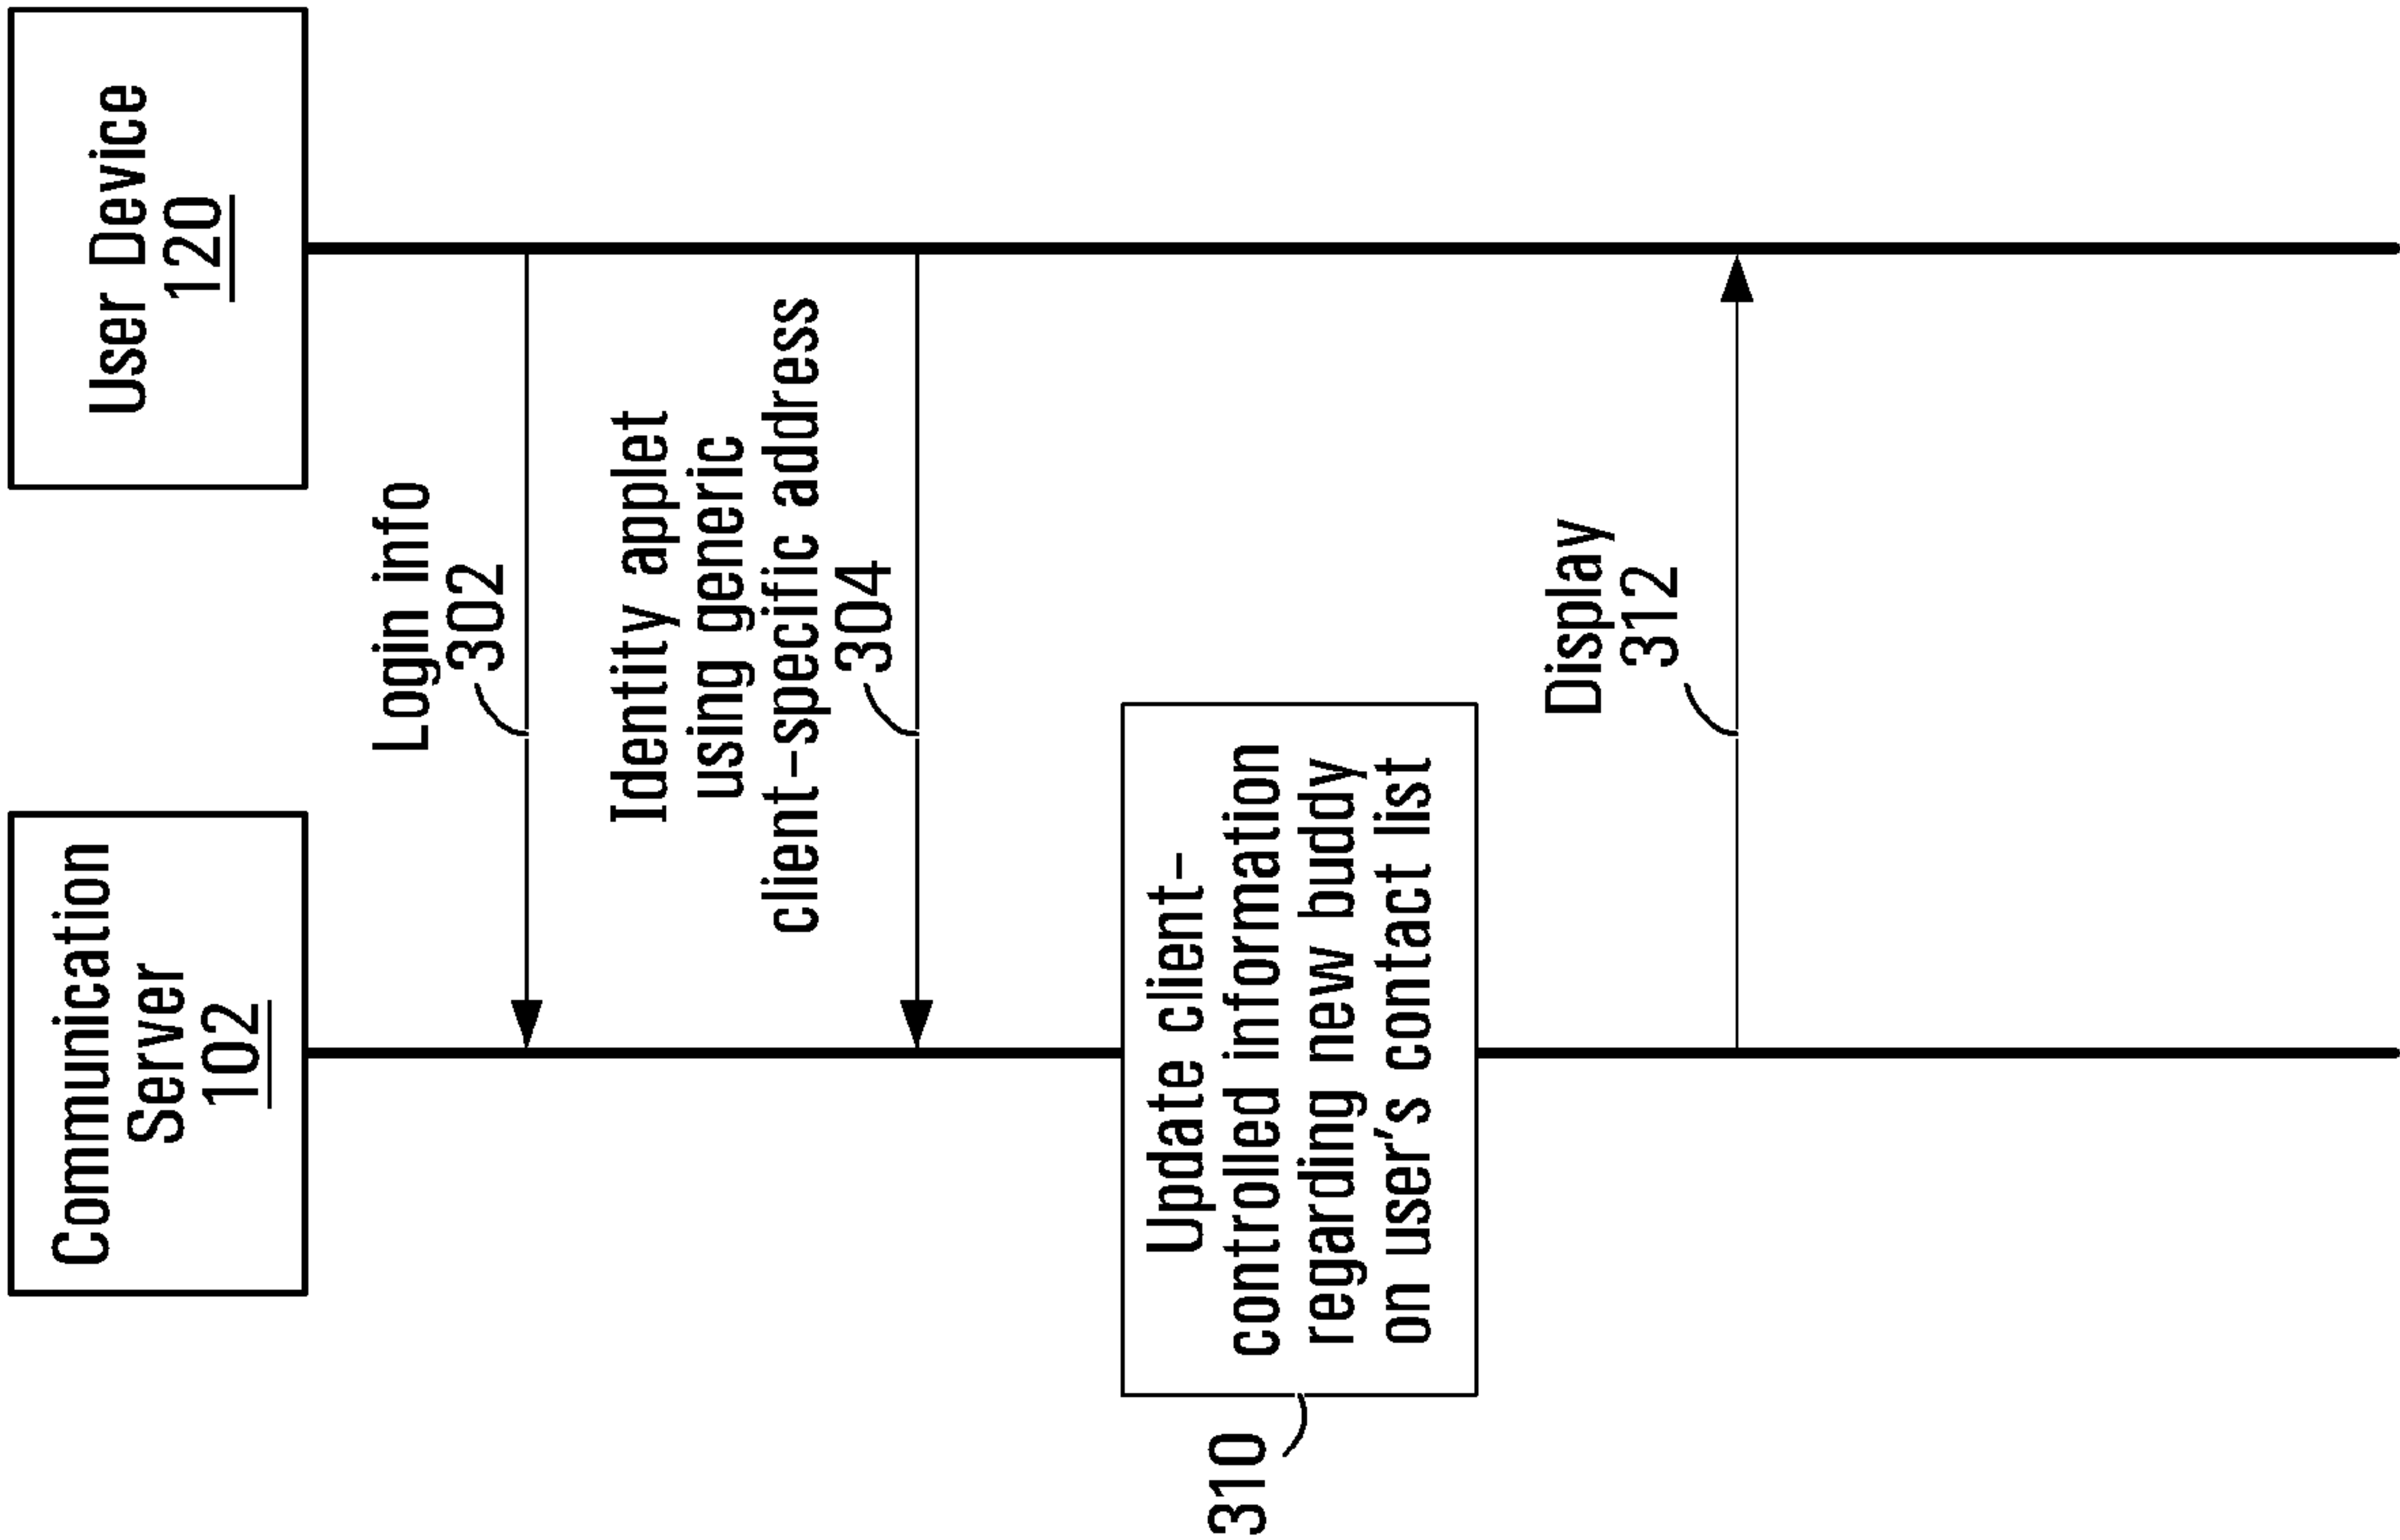 Communication
Server
102
User Device
120
Login info
302
Identity applet
using generic
client-specific address
304
Update client-
controlled information
regarding new buddy
on user's contact list
310
Display
312